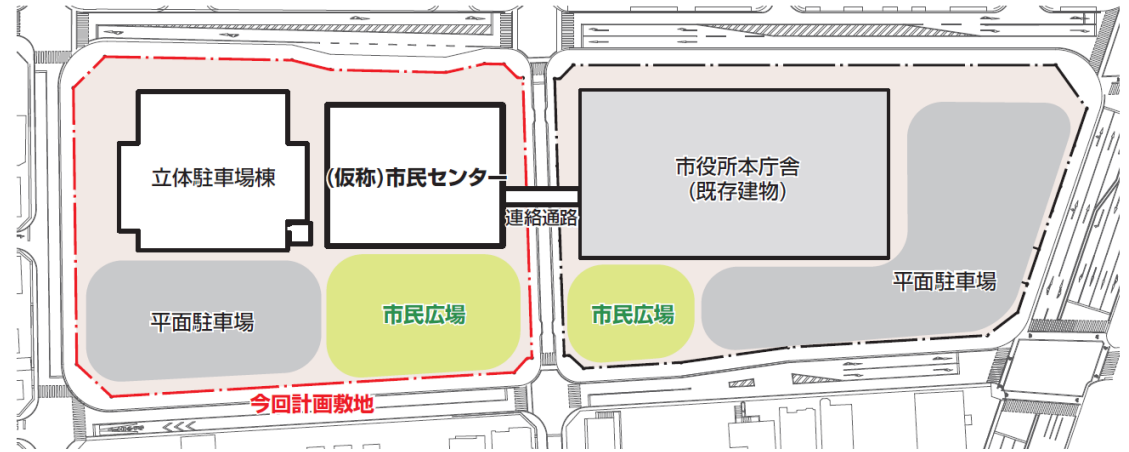 立体駐車場棟
(仮称)市民センター
市役所本庁舎
(既存建物)
連絡通路
平面駐車場
市民広場
市民広場
平面駐車場
今回計画敷地